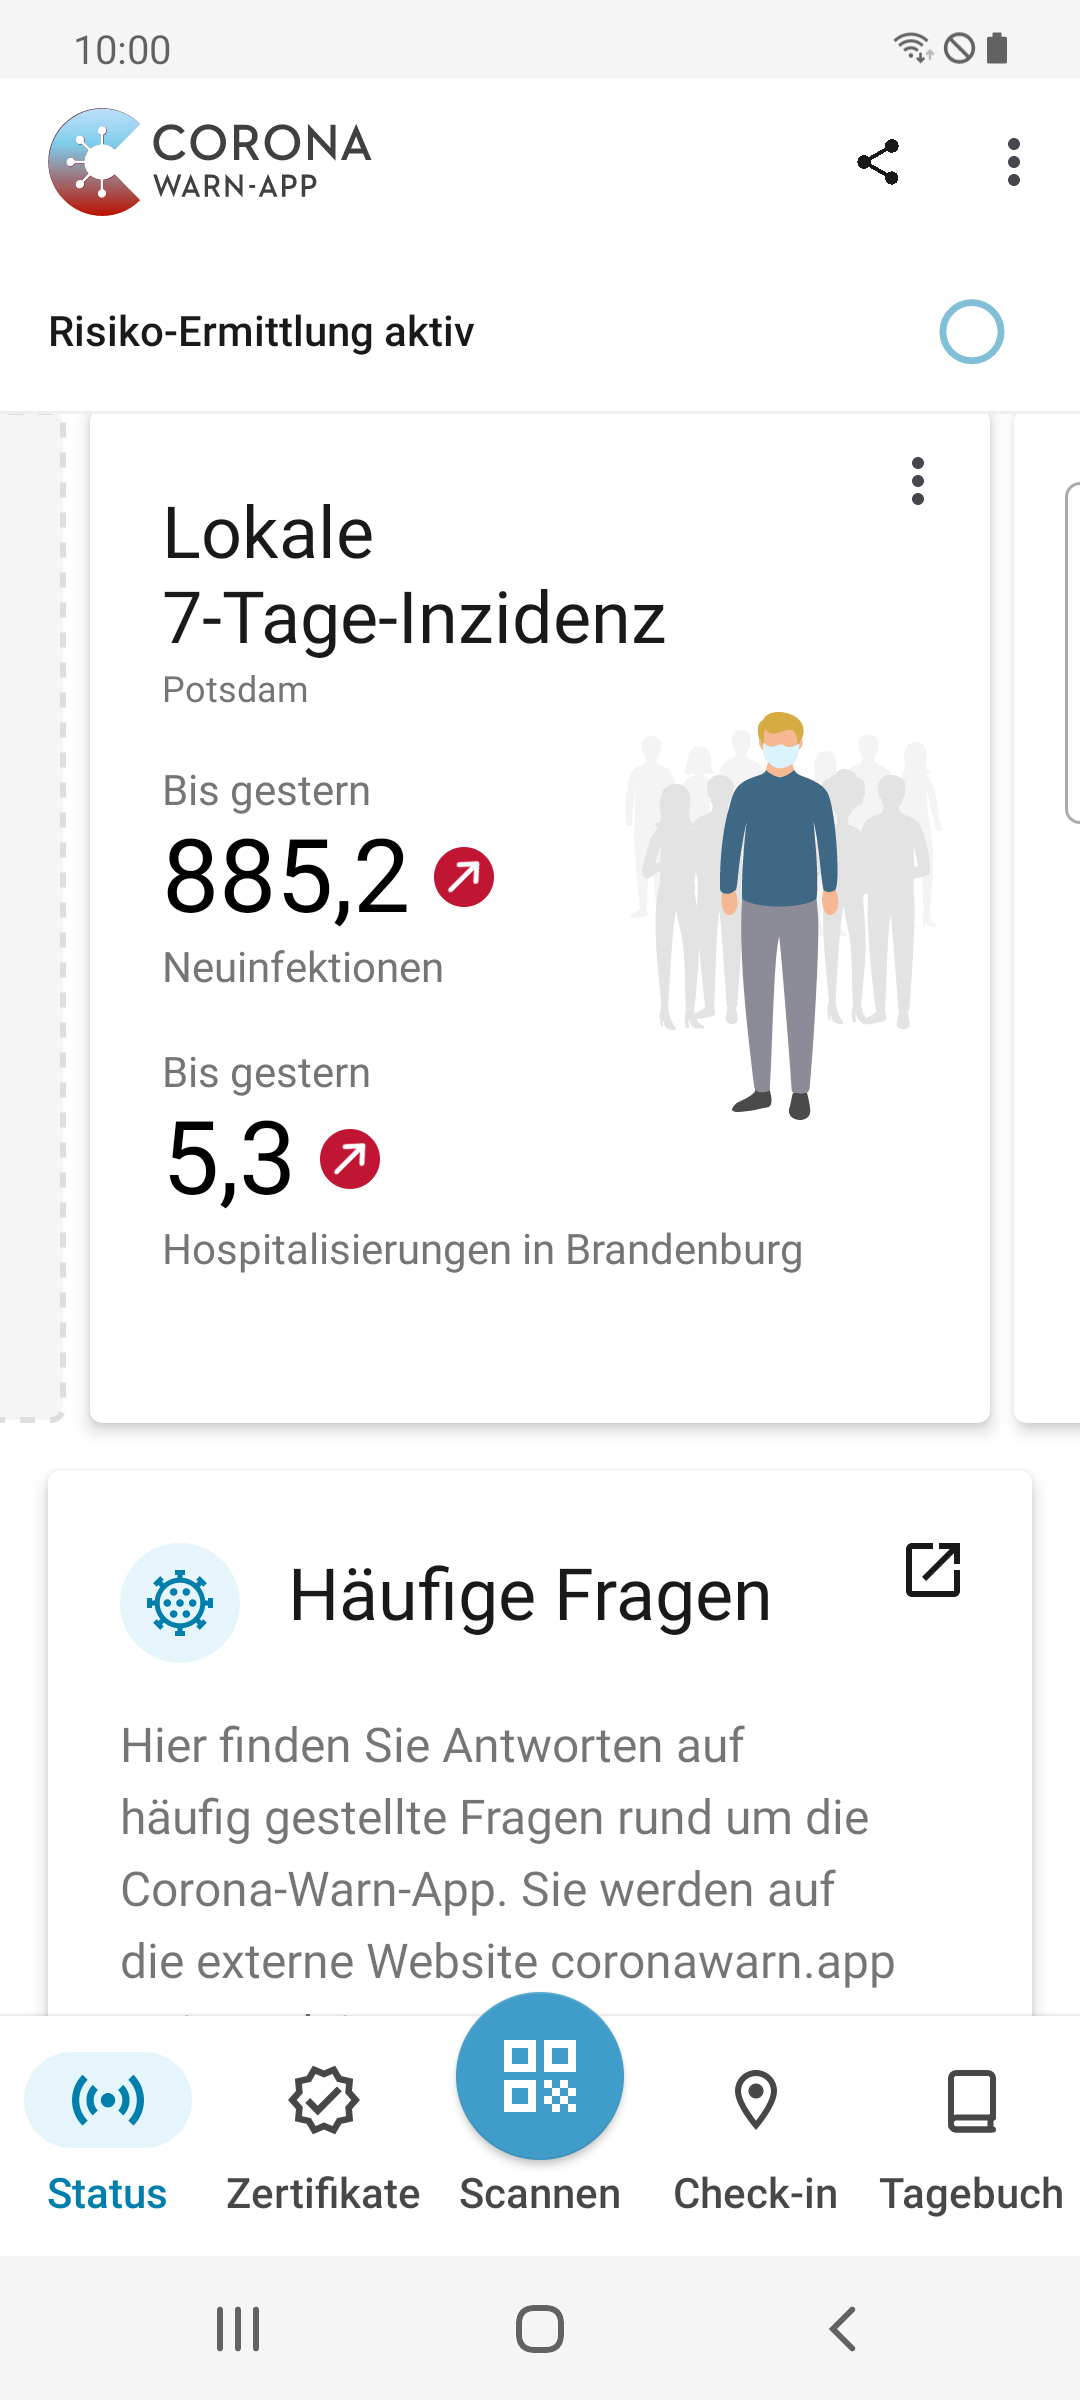 10:00
CORONA
WARN-APP
Risiko-Ermittlung aktiv
Lokale
7-Tage-Inzidenz
Potsdam
Bis gestern
885,2
Neuinfektionen
Bis gestern
5,3
Hospitalisierungen in Brandenburg
Häufige Fragen
Hier finden Sie Antworten auf
häufig gestellte Fragen rund um die
Corona-Warn-App. Sie werden auf
die externe Website coronawarn.app
Status
Zertifikate
Scannen
Check-in
Tagebuch